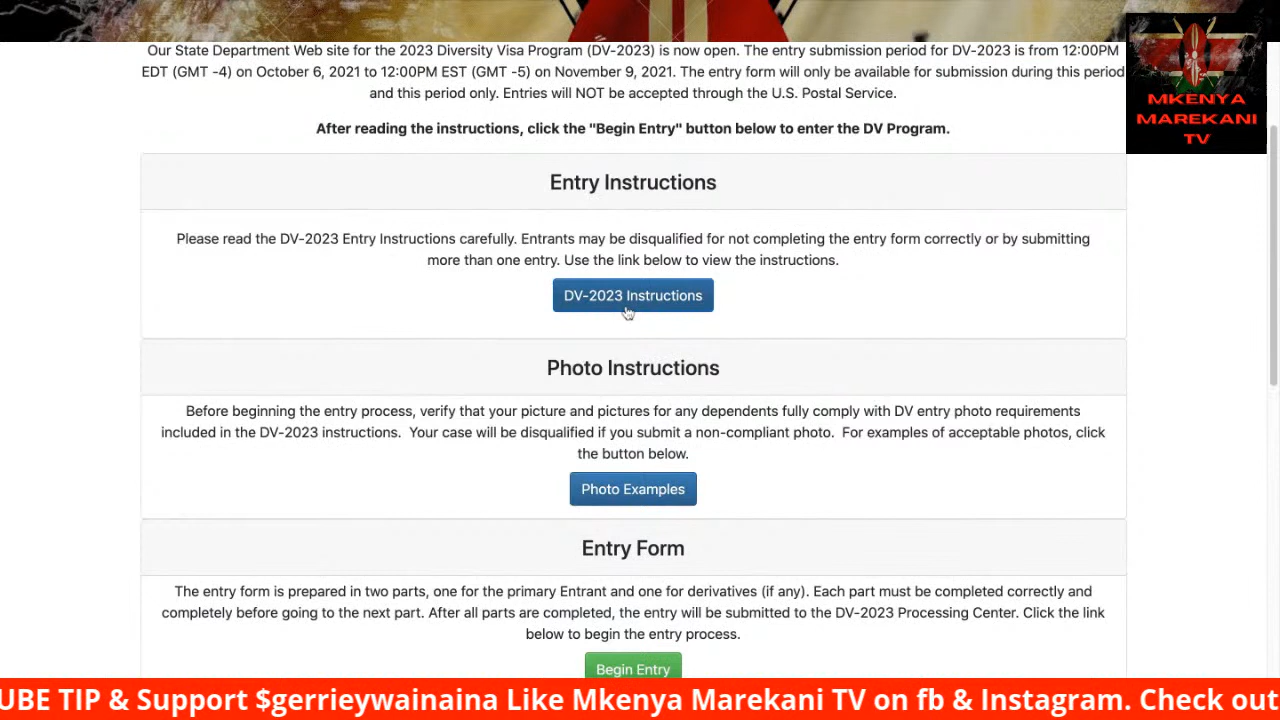 Our State Department Web site for the 2023 Diversity Visa Program (DV-2023) is now open. The entry submission period for DV-2023 is from 12:00PM
EDT (GMT -4) on October 6, 2021 to 12:00PM EST (GMT -5) on November 9, 2021. The entry form will only be available for submission during this period
and this period only. Entries will NOT be accepted through the U.S. Postal Service.
MKENYA
MAREKANI
TV
After reading the instructions, click the "Begin Entry" button below to enter the DV Program.
Entry Instructions
Please read the DV-2023 Entry Instructions carefully. Entrants may be disqualified for not completing the entry form correctly or by submitting
more than one entry. Use the link below to view the instructions.
DV-2023 Instructions
Photo Instructions
Before beginning the entry process, verify that your picture and pictures for any dependents fully comply with DV entry photo requirements
included in the DV-2023 instructions.  Your case will be disqualified if you submit a non-compliant photo.  For examples of acceptable photos, click
the button below.
Photo Examples
Entry Form
The entry form is prepared in two parts, one for the primary Entrant and one for derivatives (if any). Each part must be completed correctly and
completely before going to the next part. After all parts are completed, the entry will be submitted to the DV-2023 Processing Center. Click the link
below to begin the entry process.
Begin Entry
UBE TIP & Support $gerrieywainaina Like Mkenya Marekani TV on fb & Instagram. Check out